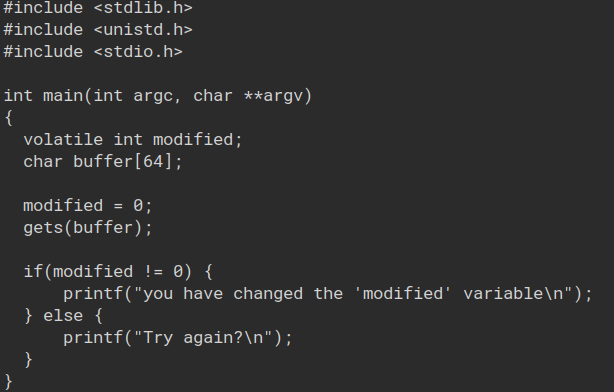 #include <stdlib.h>
#include <unistd.h>
#include <stdio.h>

int main(int argc, char **argv)
{
  volatile int modified;
  char buffer[64];

  modified = 0;
  gets(buffer);

  if(modified != 0) {
      printf("you have changed the 'modified' variable\n");
  } else {
      printf("Try again?\n");
  }
}